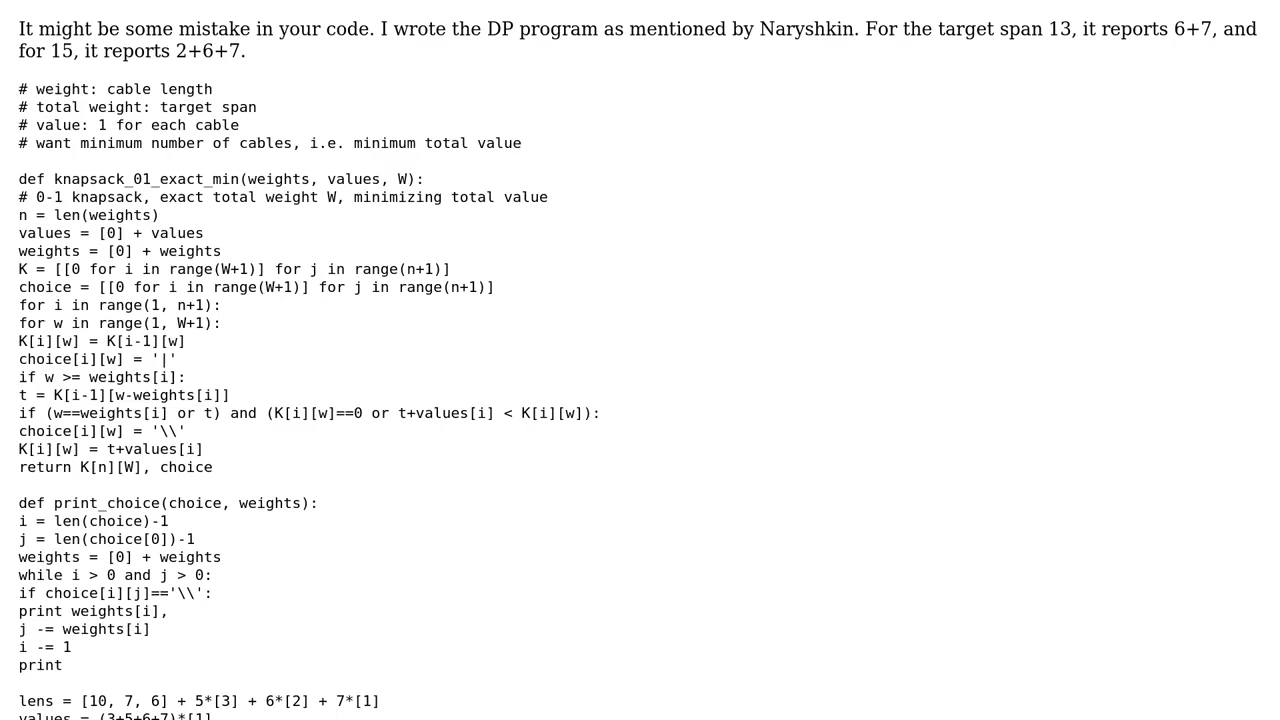 It might be some mistake in your code. I wrote the DP program as mentioned by Naryshkin. For the target span 13, it reports 6+7, and
for 15, it reports 2+6+7.
# weight: cable length
# total weight: target span
# value: 1 for each cable
# want minimum number of cables, i.e. minimum total value
def knapsack_01_exact_min(weights, values, W):
# 0-1 knapsack, exact total weight W, minimizing total value
n = len(weights)
values = [0] + values
weights = [0] + weights
K = [[0 for i in range(W+1)] for j in range(n+1)]
choice = [[0 for i in range(W+1)] for j in range(n+1)]
for i in range(1, n+1):
for w in range(1, W+1):
K[i][w] = K[i-1][w]
choice[i][w] = '|'
if w >= weights[i]:
t = K[i-1][w-weights[i]]
if (w==weights[i] or t) and (K[i][w]==0 or t+values[i] < K[i][w]):
choice[i][w] = '\\'
K[i][w] = t+values[i]
return K[n][W], choice
def print_choice(choice, weights):
i = len(choice)-1
j = len(choice[0])-1
weights = [0] + weights
while i > 0 and j > 0:
if choice[i][j]=='\\':
print weights[i],
j -= weights[i]
i -= 1
print
lens = [10, 7, 6] + 5*[3] + 6*[2] + 7*[1]
values = (3+5+6+7)*[1]